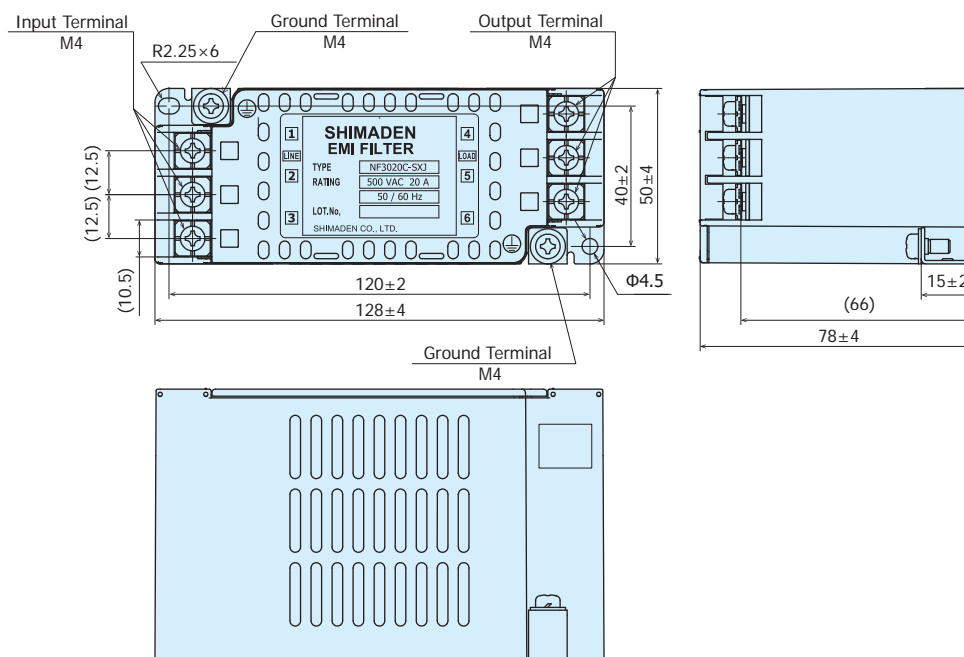 Input Terminal
M4
Ground Terminal
M4
Output Terminal
M4
R2.25×6
SHIMADEN
EMI FILTER
TYPE NF3020C-SXJ
RATING 500 VAC 20 A
50 / 60 Hz
LOT.No,
SHIMADEN CO., LTD.
1
LINE
2
3
4
LOAD
5
6
(12.5)
(12.5)
(10.5)
40±2
50±4
120±2
128±4
Φ4.5
Ground Terminal
M4
15±2
(66)
78±4